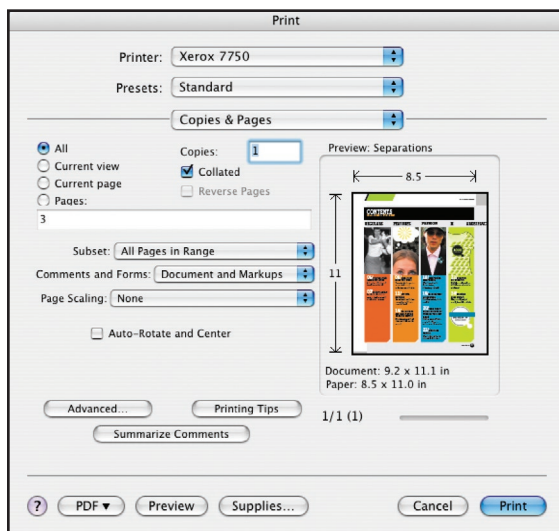 Print
Printer: Xerox 7750
Presets: Standard
Copies & Pages
All
Current view
Current page
Pages:
3
Copies: 1
Collated
Reverse Pages
Subset: All Pages in Range
Comments and Forms: Document and Markups
Page Scaling: None
Auto-Rotate and Center
Advanced...
Printing Tips
Summarize Comments
Preview: Separations
8.5
11
CONTENTS
Document: 9.2 x 11.1 in
Paper: 8.5 x 11.0 in
1/1 (1)
?
PDF ▼
Preview
Supplies...
Cancel
Print